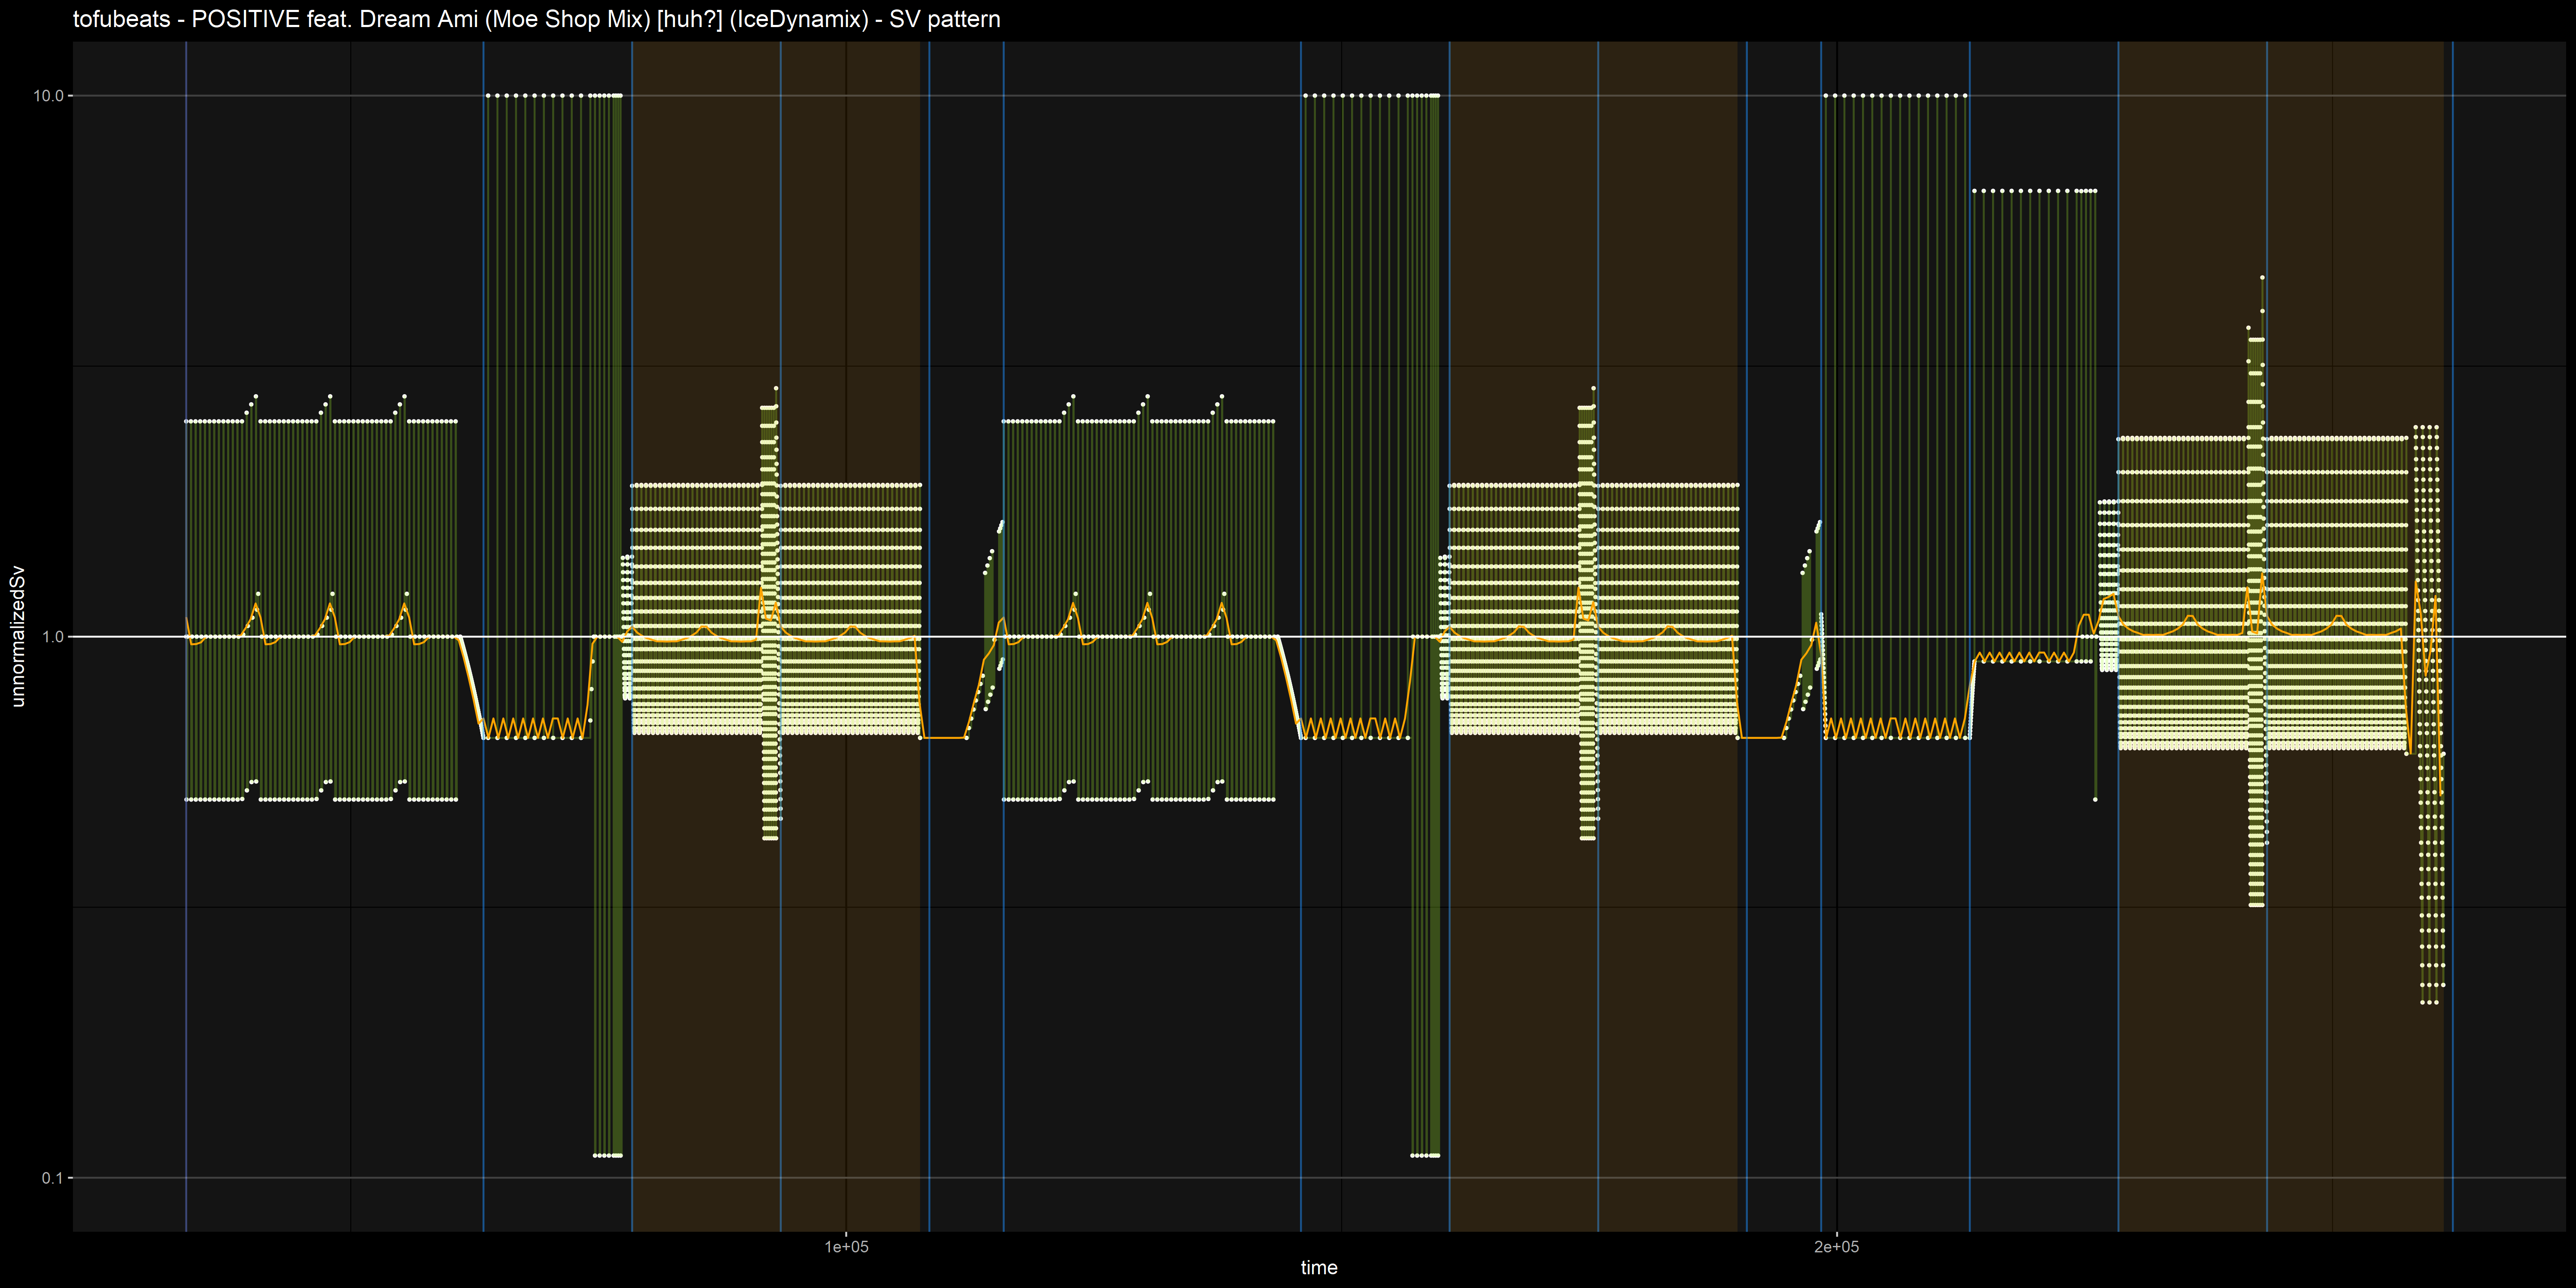 tofubeats - POSITIVE feat. Dream Ami (Moe Shop Mix) [huh?] (IceDynamix) - SV pattern
10.0
1.0
0.1
unnormalizedSv
1e+05
2e+05
time